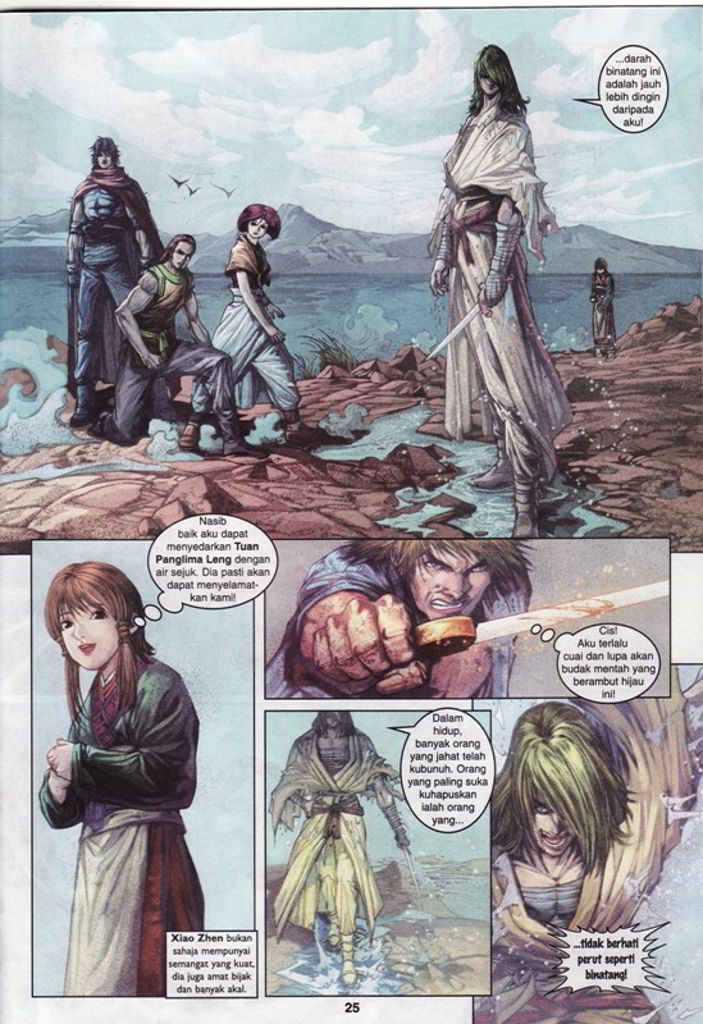 ...darah
binatang ini
adalah jauh
lebih dingin
daripada
aku!
Nasib
baik aku dapat
menyedarkan Tuan
Panglima Leng dengan
air sejuk. Dia pasti akan
dapat menyelamat-
kan kami!
Cis!
Aku terlalu
cuai dan lupa akan
budak mentah yang
berambut hijau
ini!
Xiao Zhen bukan
sahaja mempunyai
semangat yang kuat,
dia juga amat bijak
dan banyak akal.
Dalam
hidup,
banyak orang
yang jahat telah
kubunuh. Orang
yang paling suka
kuhapuskan
ialah orang
yang...
...tidak berhati
perut seperti
binatang!
25